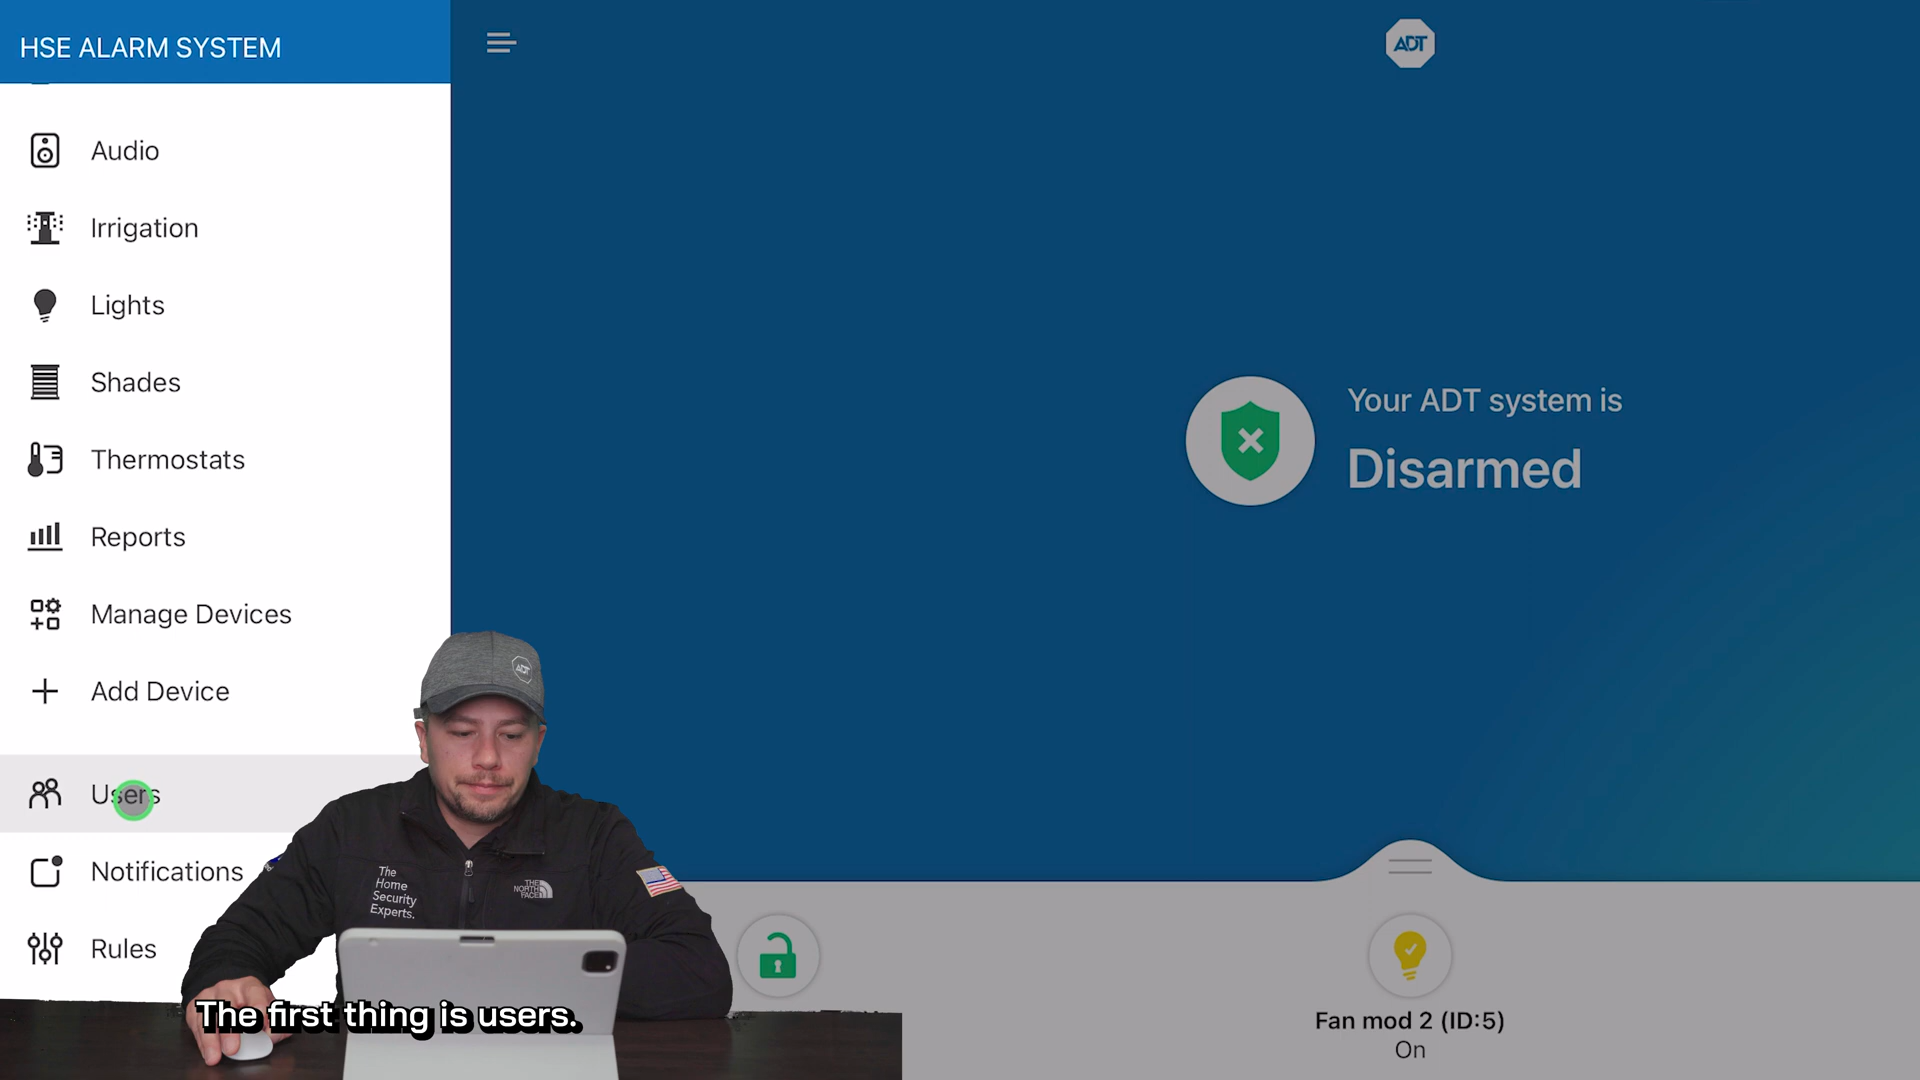 HSE ALARM SYSTEM
ADT
Audio
Irrigation
Lights
Shades
Thermostats
Reports
Manage Devices
Add Device
Users
Notifications
Rules
Your ADT system is
Disarmed
ADT
The
Home
Security
Experts.
THE
NORTH
FACE
The first thing is users.
Fan mod 2 (ID:5)
On